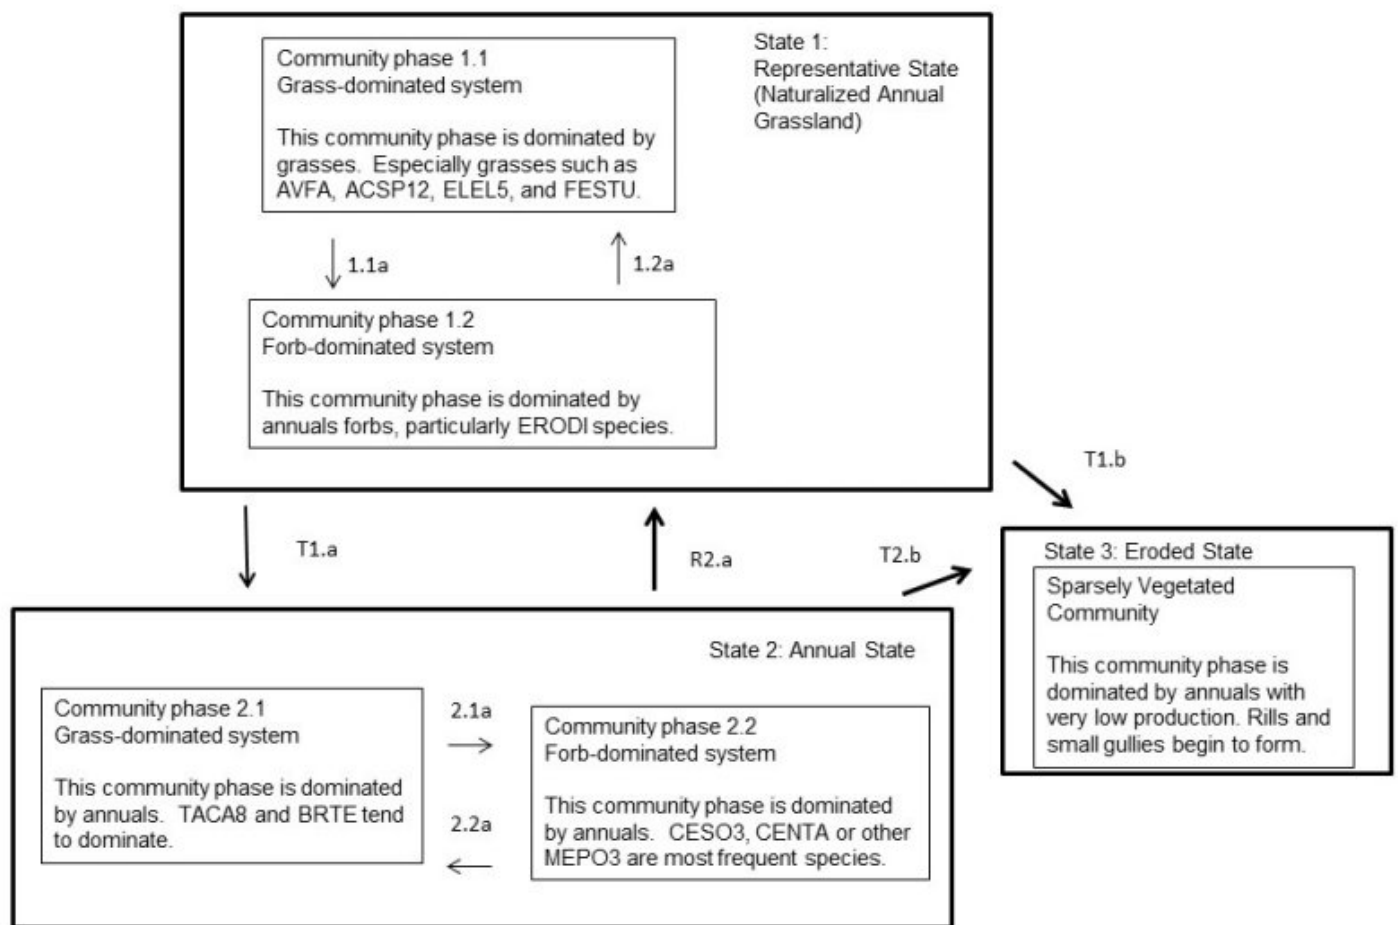 State 1:
Representative State
(Naturalized Annual
Grassland)
Community phase 1.1
Grass-dominated system
This community phase is dominated by
grasses. Especially grasses such as
AVFA, ACSP12, ELEL5, and FESTU.
1.1a
1.2a
Community phase 1.2
Forb-dominated system
This community phase is dominated by
annuals forbs, particularly ERODI species.
T1.b
T1.a
R2.a
T2.b
State 3: Eroded State
Sparsely Vegetated
Community
This community phase is
dominated by annuals with
very low production. Rills and
small gullies begin to form.
State 2: Annual State
Community phase 2.1
Grass-dominated system
This community phase is dominated
by annuals. TACA8 and BRTE tend
to dominate.
2.1a
2.2a
Community phase 2.2
Forb-dominated system
This community phase is dominated
by annuals. CESO3, CENTA or other
MEPO3 are most frequent species.